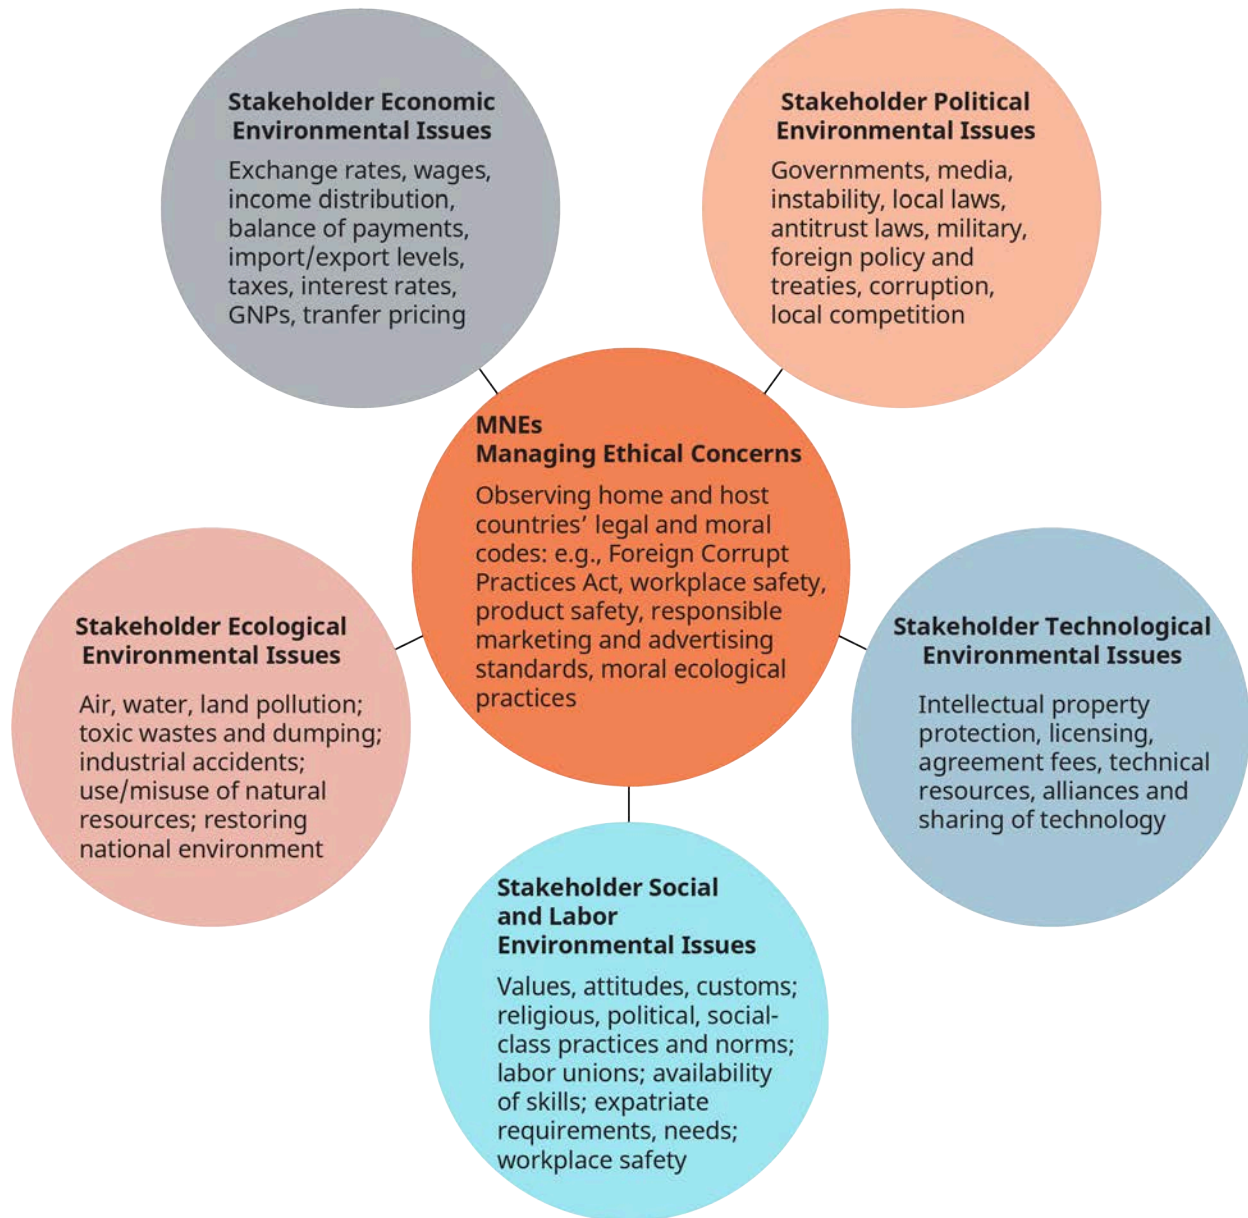 Stakeholder Economic
Environmental Issues
Exchange rates, wages,
income distribution,
balance of payments,
import/export levels,
taxes, interest rates,
GNPs, tranfer pricing
Stakeholder Political
Environmental Issues
Governments, media,
instability, local laws,
antitrust laws, military,
foreign policy and
treaties, corruption,
local competition
MNEs
Managing Ethical Concerns
Observing home and host
countries’ legal and moral
codes: e.g., Foreign Corrupt
Practices Act, workplace safety,
product safety, responsible
marketing and advertising
standards, moral ecological
practices
Stakeholder Ecological
Environmental Issues
Air, water, land pollution;
toxic wastes and dumping;
industrial accidents;
use/misuse of natural
resources; restoring
national environment
Stakeholder Technological
Environmental Issues
Intellectual property
protection, licensing,
agreement fees, technical
resources, alliances and
sharing of technology
Stakeholder Social
and Labor
Environmental Issues
Values, attitudes, customs;
religious, political, social-
class practices and norms;
labor unions; availability
of skills; expatriate
requirements, needs;
workplace safety